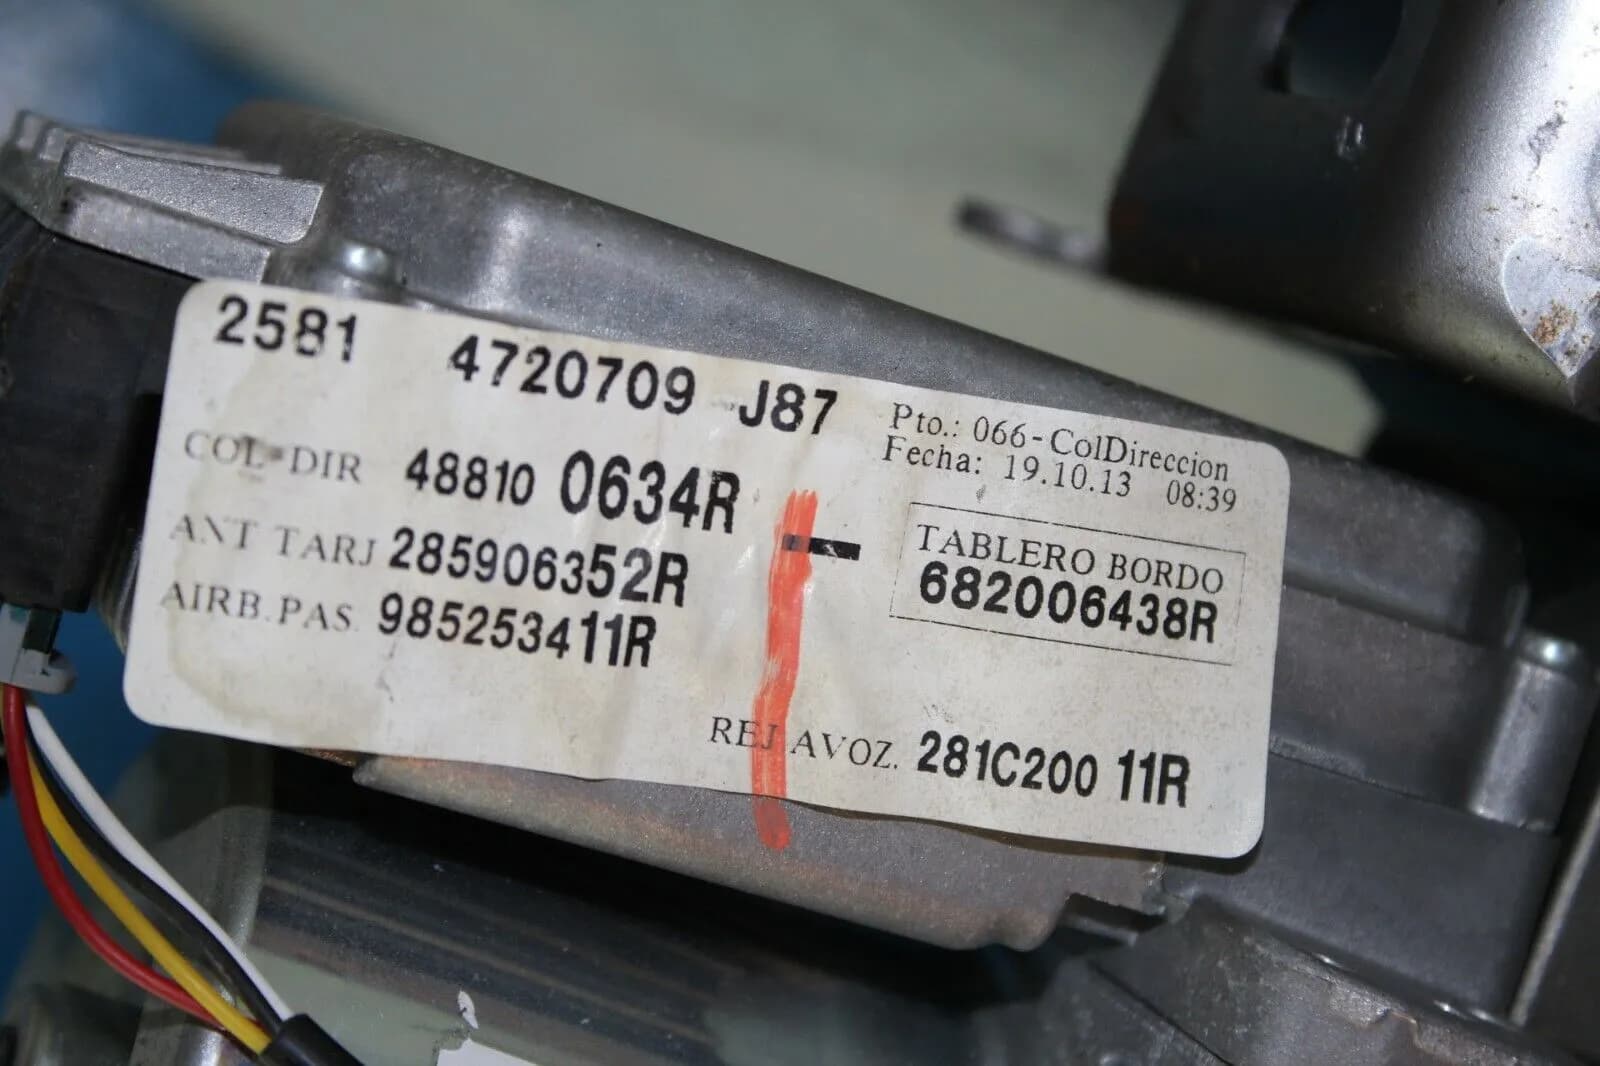 2581 4720709 J87
Pto.: 066-ColDireccion
Fecha: 19.10.13 08:39
COL-DIR 48810 0634R
ANT TARJ 285906352R
AIRB.PAS. 985253411R
TABLERO BORDO
682006438R
REJ AVOZ. 281C200 11R